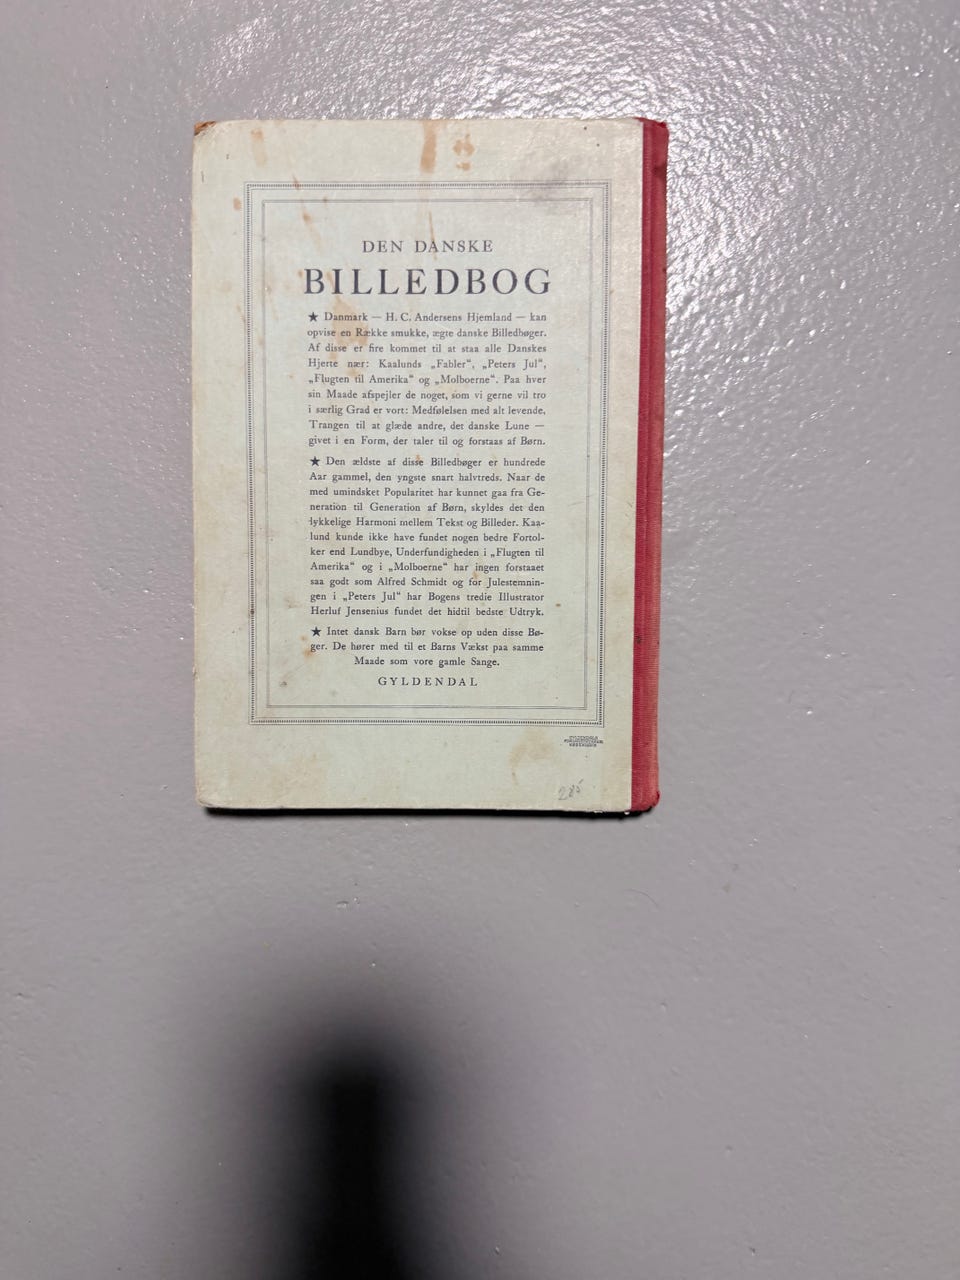 DEN DANSKE
BILLEDBOG
★ Danmark — H. C. Andersens Hjemland — kan
opvise en Række smukke, ægte danske Billedbøger.
Af disse er fire kommet til at staa alle Danskes
Hjerte nær: Kaalunds „Fabler“, „Peters Jul“,
„Flugten til Amerika“ og „Molboerne“. Paa hver
sin Maade afspejler de noget, som vi gerne vil tro
i særlig Grad er vort: Medfølelsen med alt levende,
Trangen til at glæde andre, det danske Lune —
givet i en Form, der taler til og forstaas af Børn.
★ Den ældste af disse Billedbøger er hundrede
Aar gammel, den yngste snart halvtreds. Naar de
med umindsket Popularitet har kunnet gaa fra Ge-
neration til Generation af Børn, skyldes det den
lykkelige Harmoni mellem Tekst og Billeder. Kaa-
lund kunde ikke have fundet nogen bedre Fortol-
ker end Lundbye, Underfundigheden i „Flugten til
Amerika“ og i „Molboerne“ har ingen forstaaet
saa godt som Alfred Schmidt og for Julestemnin-
gen i „Peters Jul“ har Bogens tredie Illustrator
Herluf Jensenius fundet det hidtil bedste Udtryk.
★ Intet dansk Barn bør vokse op uden disse Bø-
ger. De hører med til et Barns Vækst paa samme
Maade som vore gamle Sange.
GYLDENDAL